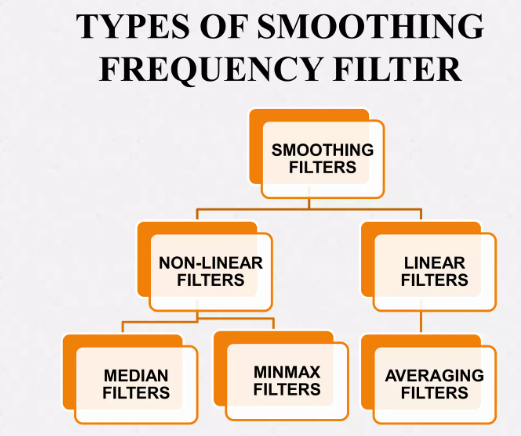 TYPES OF SMOOTHING
FREQUENCY FILTER
SMOOTHING
FILTERS
NON-LINEAR
FILTERS
LINEAR
FILTERS
MEDIAN
FILTERS
MINMAX
FILTERS
AVERAGING
FILTERS